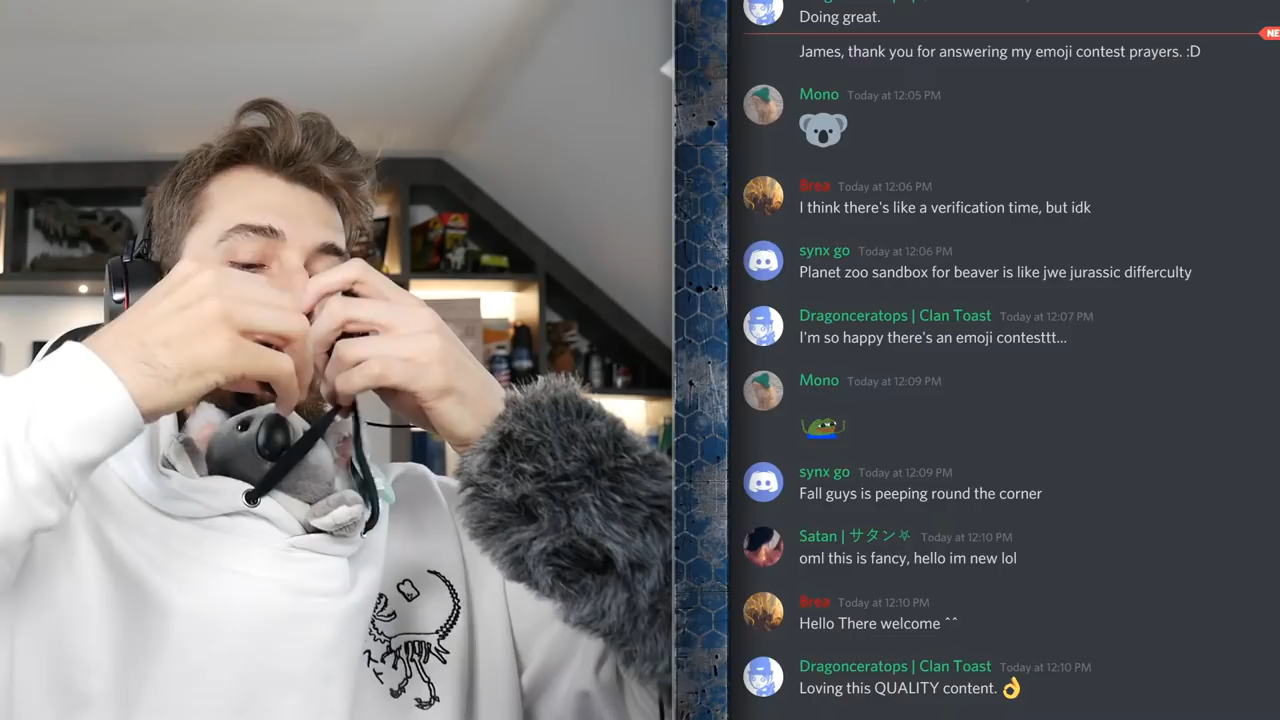 Doing great.
NE
James, thank you for answering my emoji contest prayers. :D
Mono Today at 12:05 PM
Brea Today at 12:06 PM
I think there's like a verification time, but idk
synx go Today at 12:06 PM
Planet zoo sandbox for beaver is like jwe jurassic differculty
Dragonceratops | Clan Toast Today at 12:07 PM
I'm so happy there's an emoji contesttt...
Mono Today at 12:09 PM
synx go Today at 12:09 PM
Fall guys is peeping round the corner
Satan | サタン⛧ Today at 12:10 PM
oml this is fancy, hello im new lol
Brea Today at 12:10 PM
Hello There welcome ^^
Dragonceratops | Clan Toast Today at 12:10 PM
Loving this QUALITY content. 👌